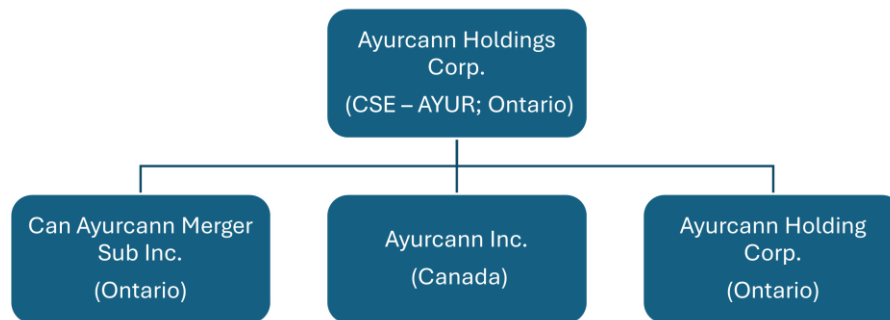 Ayurcann Holdings
Corp.
(CSE – AYUR; Ontario)
Can Ayurcann Merger
Sub Inc.
(Ontario)
Ayurcann Inc.
(Canada)
Ayurcann Holding
Corp.
(Ontario)